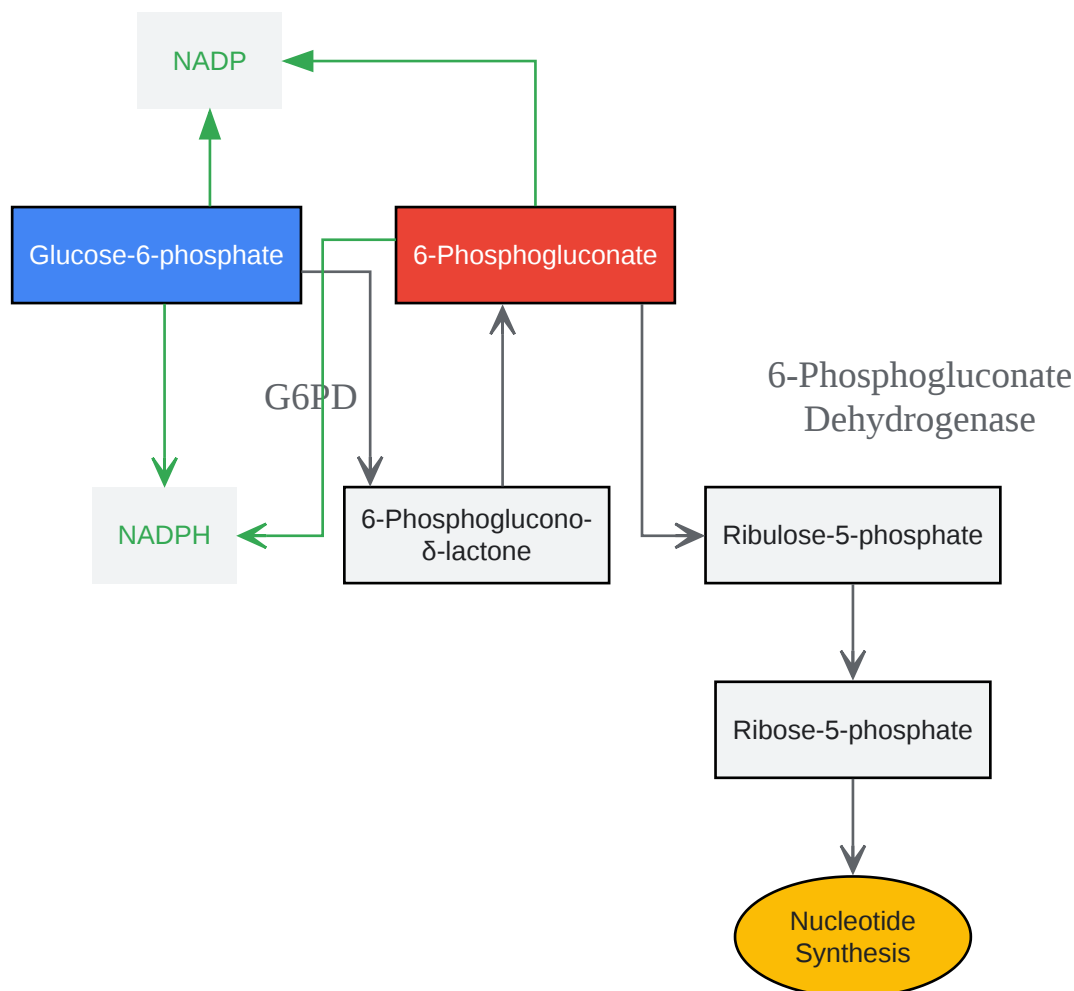 NADP
Glucose-6-phosphate
6-Phosphogluconate
G6PD
6-Phosphogluconate
Dehydrogenase
NADPH
6-Phosphoglucono-
δ-lactone
Ribulose-5-phosphate
Ribose-5-phosphate
Nucleotide
Synthesis